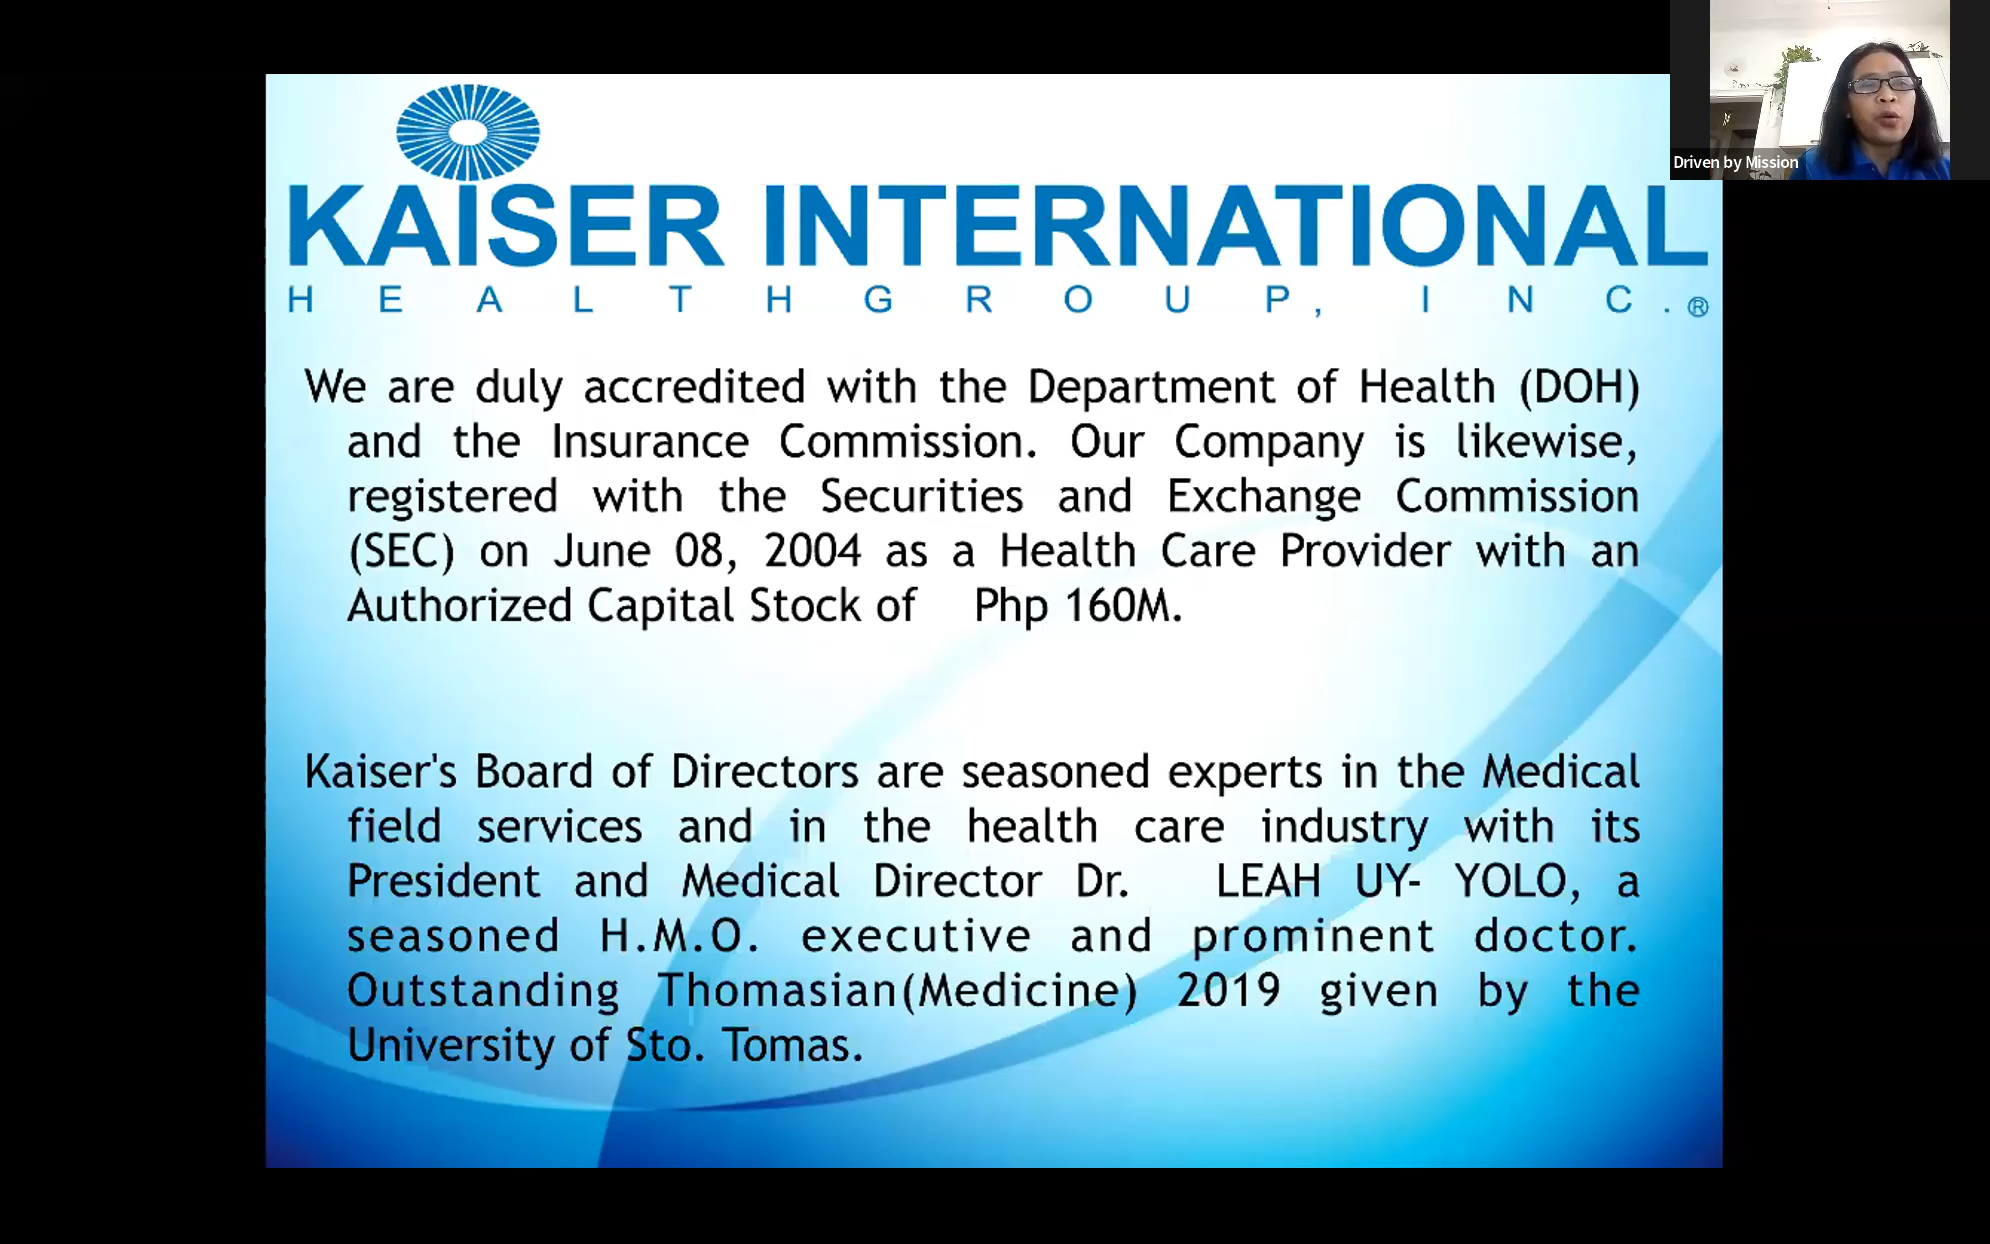 KAISER INTERNATIONAL
HEALTHGROUP, INC.®
Driven by Mission
We are duly accredited with the Department of Health (DOH)
and the Insurance Commission. Our Company is likewise,
registered with the Securities and Exchange Commission
(SEC) on June 08, 2004 as a Health Care Provider with an
Authorized Capital Stock of Php 160M.
Kaiser's Board of Directors are seasoned experts in the Medical
field services and in the health care industry with its
President and Medical Director Dr. LEAH UY- YOLO, a
seasoned H.M.O. executive and prominent doctor.
Outstanding Thomasian(Medicine) 2019 given by the
University of Sto. Tomas.